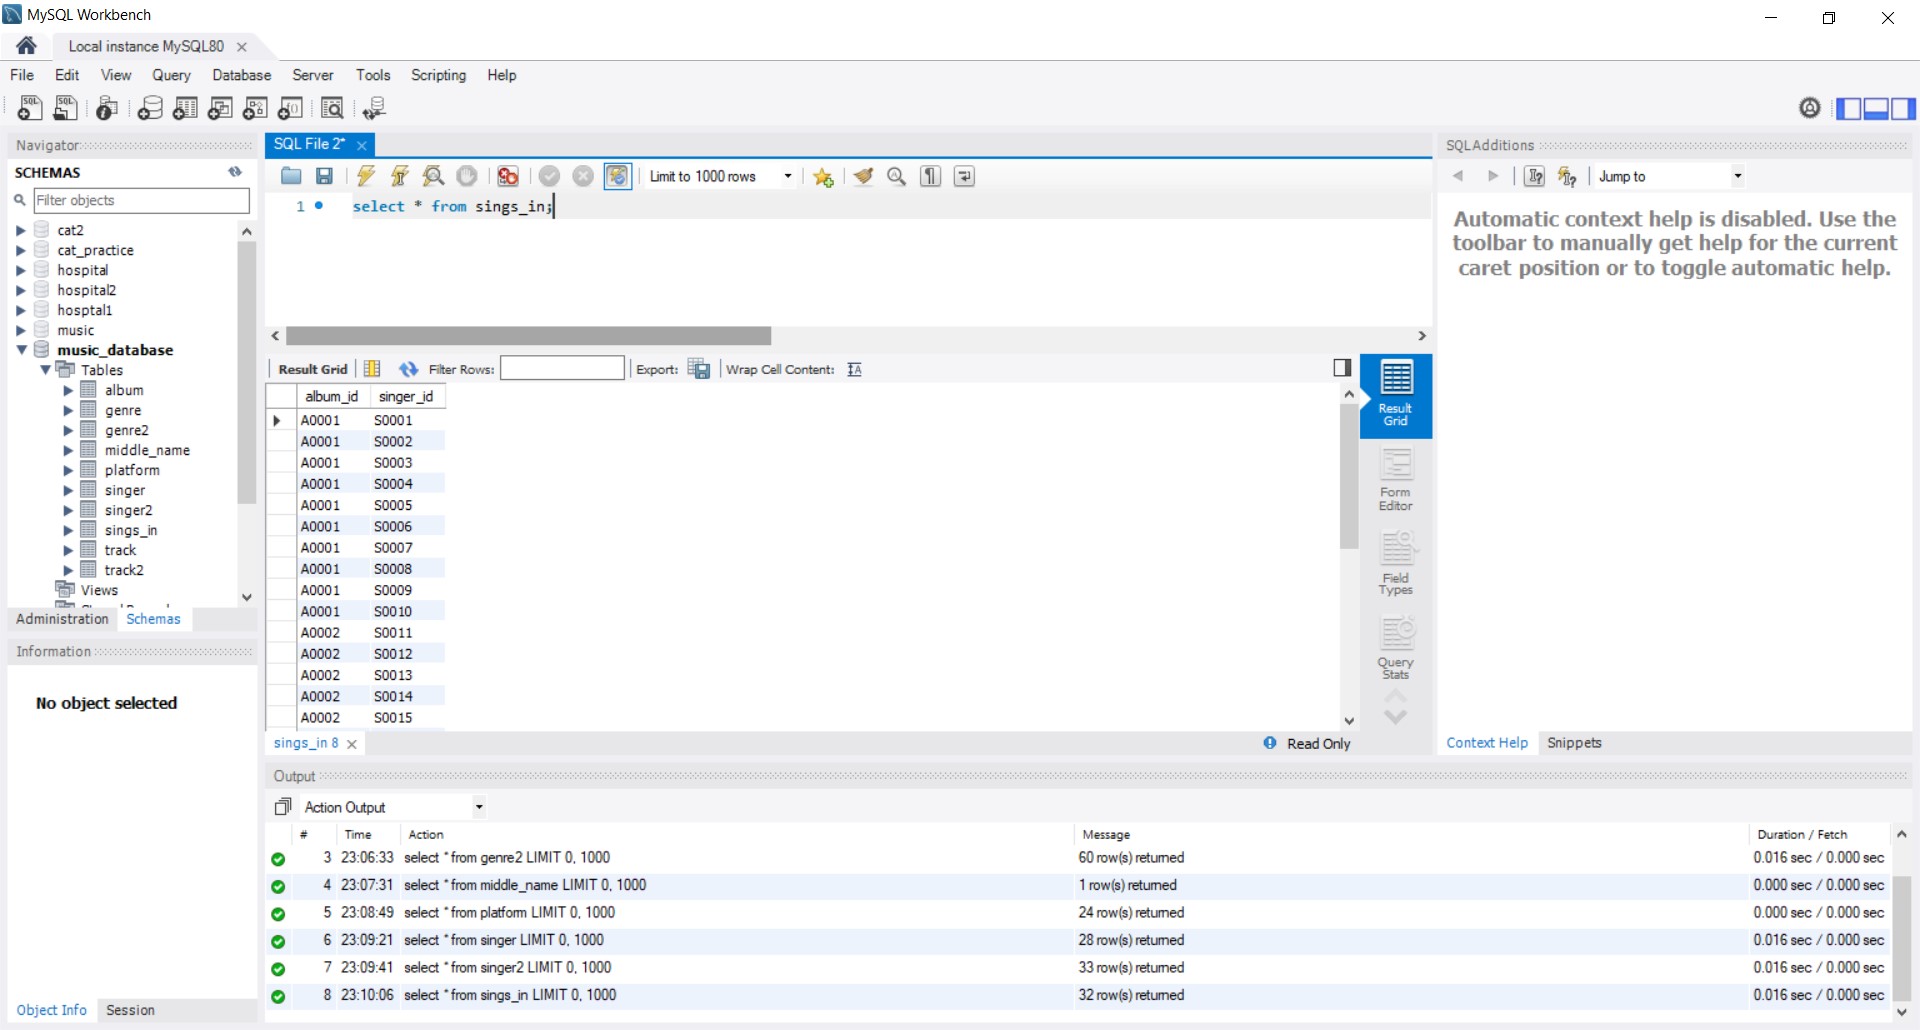 MySQL Workbench
Local instance MySQL80
File Edit View Query Database Server Tools Scripting Help
Navigator
SCHEMAS
Filter objects
cat2
cat_practice
hospital
hospital2
hosptal1
music
music_database
Tables
album
genre
genre2
middle_name
platform
singer
singer2
sings_in
track
track2
Views
Administration Schemas
Information
No object selected
Object Info Session
SQL File 2*
Limit to 1000 rows
1 select * from sings_in;
Result Grid Filter Rows: Export: Wrap Cell Content:
album_id singer_id
A0001 S0001
A0001 S0002
A0001 S0003
A0001 S0004
A0001 S0005
A0001 S0006
A0001 S0007
A0001 S0008
A0001 S0009
A0001 S0010
A0002 S0011
A0002 S0012
A0002 S0013
A0002 S0014
A0002 S0015
Result
Grid
Form
Editor
Field
Types
Query
Stats
sings_in 8
Read Only
SQLAdditions
Jump to
Automatic context help is disabled. Use the
toolbar to manually get help for the current
caret position or to toggle automatic help.
Context Help Snippets
Output
Action Output
# Time Action Message Duration / Fetch
3 23:06:33 select * from genre2 LIMIT 0, 1000 60 row(s) returned 0.016 sec / 0.000 sec
4 23:07:31 select * from middle_name LIMIT 0, 1000 1 row(s) returned 0.000 sec / 0.000 sec
5 23:08:49 select * from platform LIMIT 0, 1000 24 row(s) returned 0.000 sec / 0.000 sec
6 23:09:21 select * from singer LIMIT 0, 1000 28 row(s) returned 0.016 sec / 0.000 sec
7 23:09:41 select * from singer2 LIMIT 0, 1000 33 row(s) returned 0.016 sec / 0.000 sec
8 23:10:06 select * from sings_in LIMIT 0, 1000 32 row(s) returned 0.016 sec / 0.000 sec